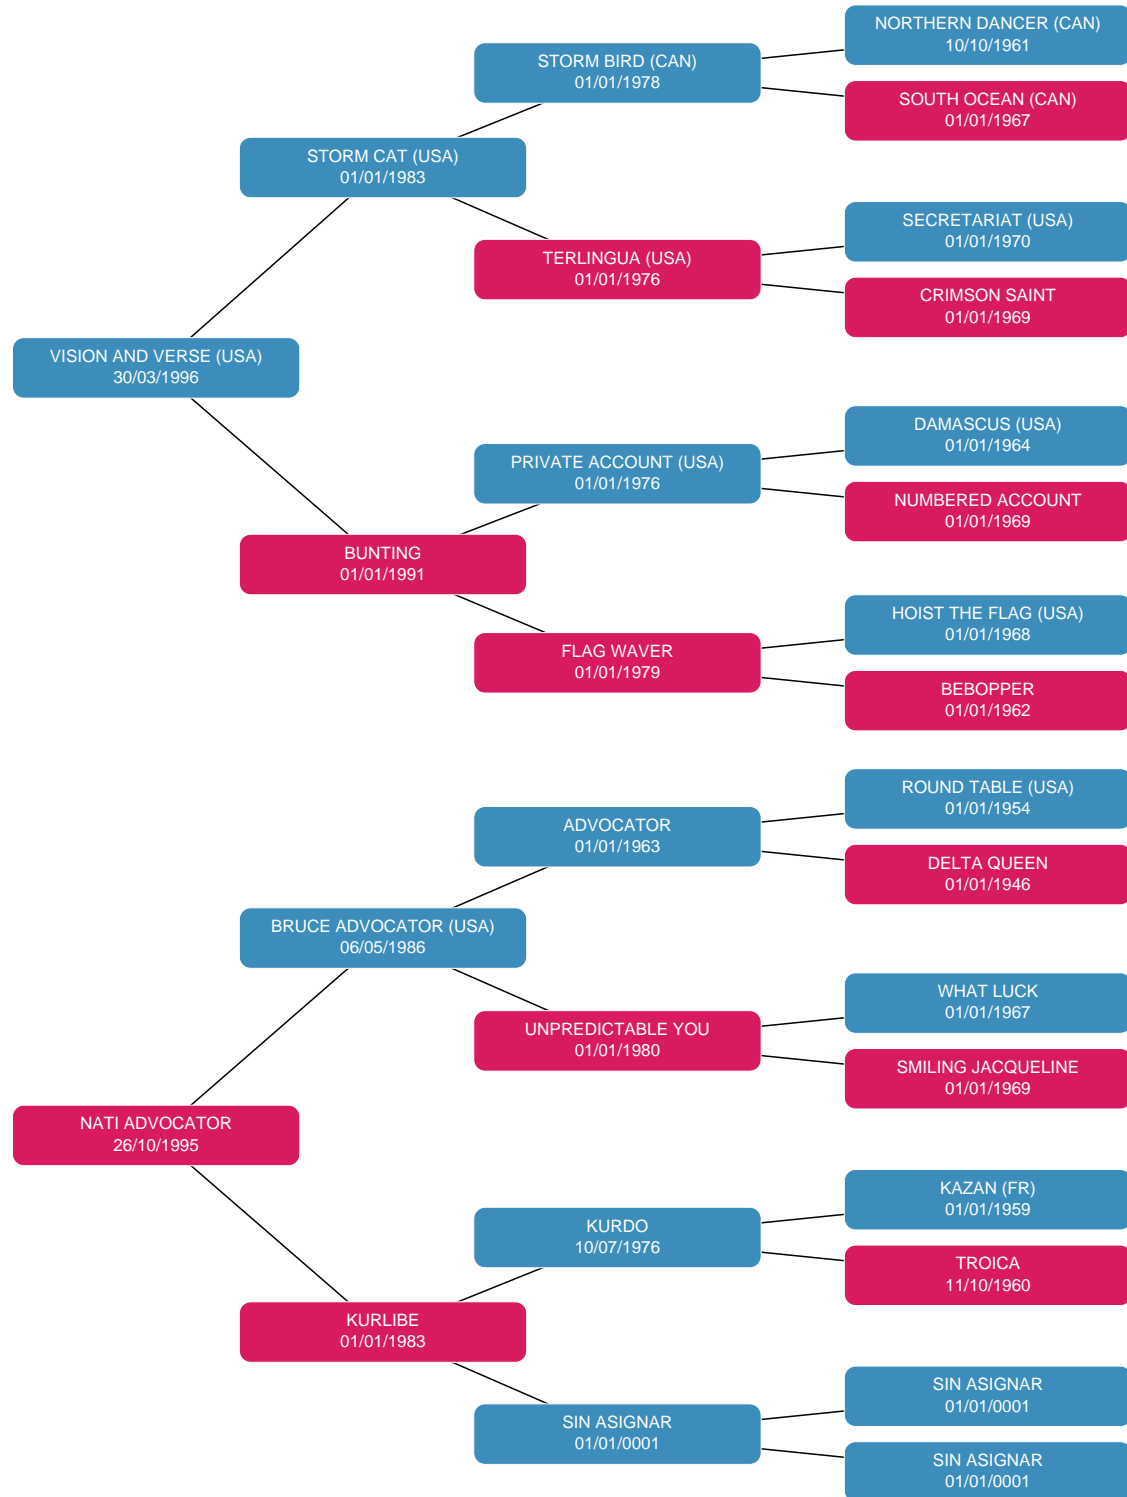 NORTHERN DANCER (CAN)
10/10/1961
STORM BIRD (CAN)
01/01/1978
SOUTH OCEAN (CAN)
01/01/1967
STORM CAT (USA)
01/01/1983
SECRETARIAT (USA)
01/01/1970
TERLINGUA (USA)
01/01/1976
CRIMSON SAINT
01/01/1969
VISION AND VERSE (USA)
30/03/1996
DAMASCUS (USA)
01/01/1964
PRIVATE ACCOUNT (USA)
01/01/1976
NUMBERED ACCOUNT
01/01/1969
BUNTING
01/01/1991
HOIST THE FLAG (USA)
01/01/1968
FLAG WAVER
01/01/1979
BEBOPPER
01/01/1962
ROUND TABLE (USA)
01/01/1954
ADVOCATOR
01/01/1963
DELTA QUEEN
01/01/1946
BRUCE ADVOCATOR (USA)
06/05/1986
WHAT LUCK
01/01/1967
UNPREDICTABLE YOU
01/01/1980
SMILING JACQUELINE
01/01/1969
NATI ADVOCATOR
26/10/1995
KAZAN (FR)
01/01/1959
KURDO
10/07/1976
TROICA
11/10/1960
KURLIBE
01/01/1983
SIN ASIGNAR
01/01/0001
SIN ASIGNAR
01/01/0001
SIN ASIGNAR
01/01/0001